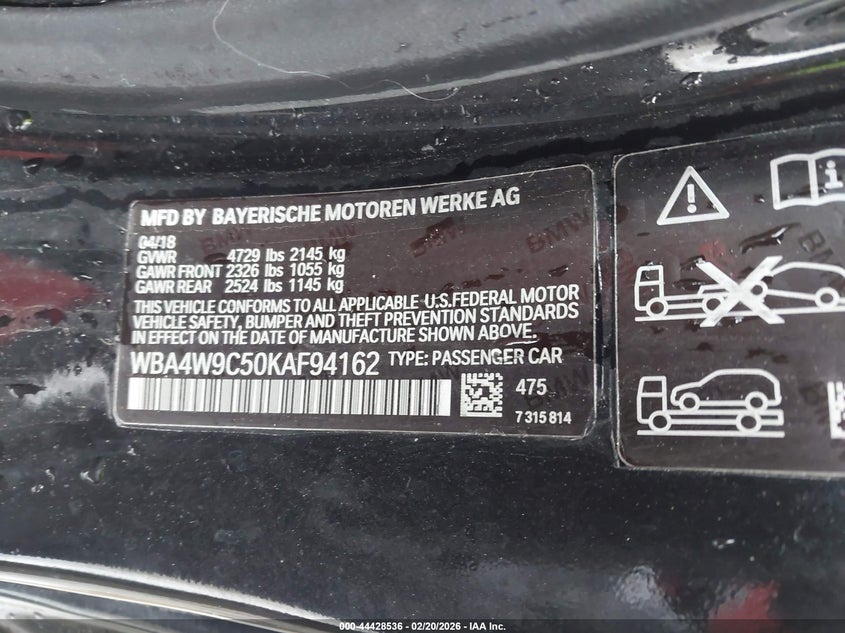 MFD BY BAYERISCHE MOTOREN WERKE AG
04/18
GVWR 4729 lbs 2145 kg
GAWR FRONT 2326 lbs 1055 kg
GAWR REAR 2524 lbs 1145 kg
THIS VEHICLE CONFORMS TO ALL APPLICABLE U.S.FEDERAL MOTOR
VEHICLE SAFETY, BUMPER AND THEFT PREVENTION STANDARDS
IN EFFECT ON THE DATE OF MANUFACTURE SHOWN ABOVE.
WBA4W9C50KAF94162 TYPE: PASSENGER CAR
475
7315814
000-44428536 - 02/20/2026 - IAA Inc.